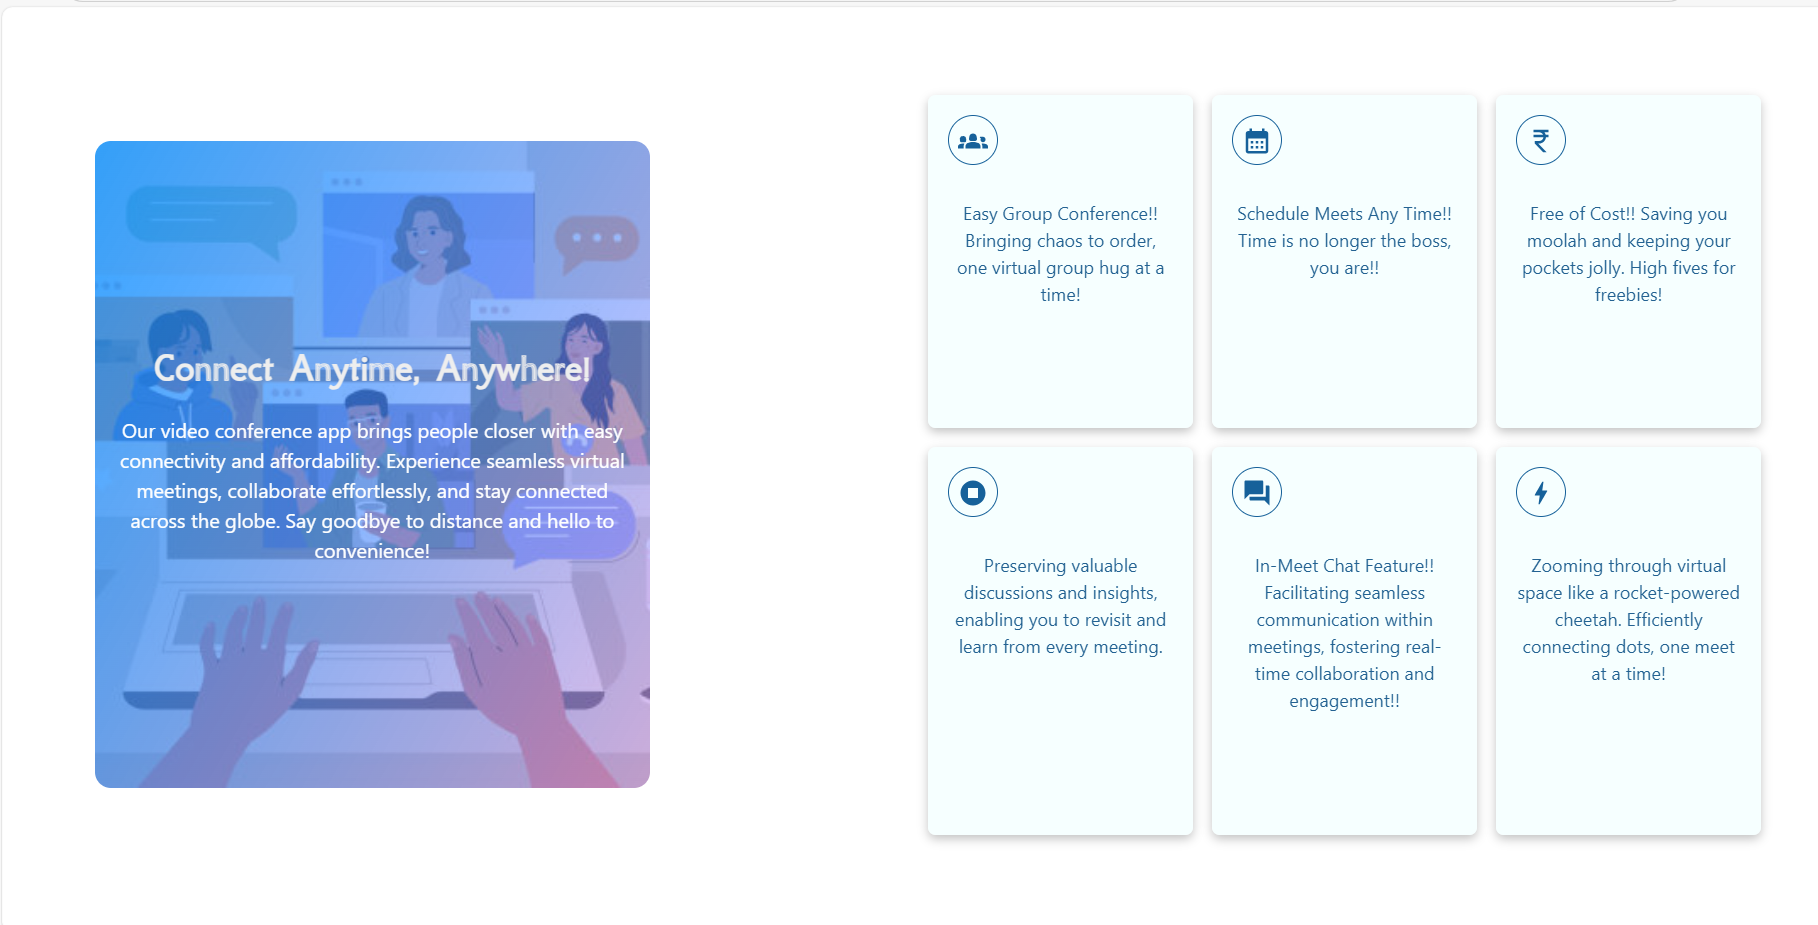 Connect Anytime, Anywhere!
Our video conference app brings people closer with easy
connectivity and affordability. Experience seamless virtual
meetings, collaborate effortlessly, and stay connected
across the globe. Say goodbye to distance and hello to
convenience!
Easy Group Conference!!
Bringing chaos to order,
one virtual group hug at a
time!
Schedule Meets Any Time!!
Time is no longer the boss,
you are!!
₹
Free of Cost!! Saving you
moolah and keeping your
pockets jolly. High fives for
freebies!
Preserving valuable
discussions and insights,
enabling you to revisit and
learn from every meeting.
In-Meet Chat Feature!!
Facilitating seamless
communication within
meetings, fostering real-
time collaboration and
engagement!!
Zooming through virtual
space like a rocket-powered
cheetah. Efficiently
connecting dots, one meet
at a time!